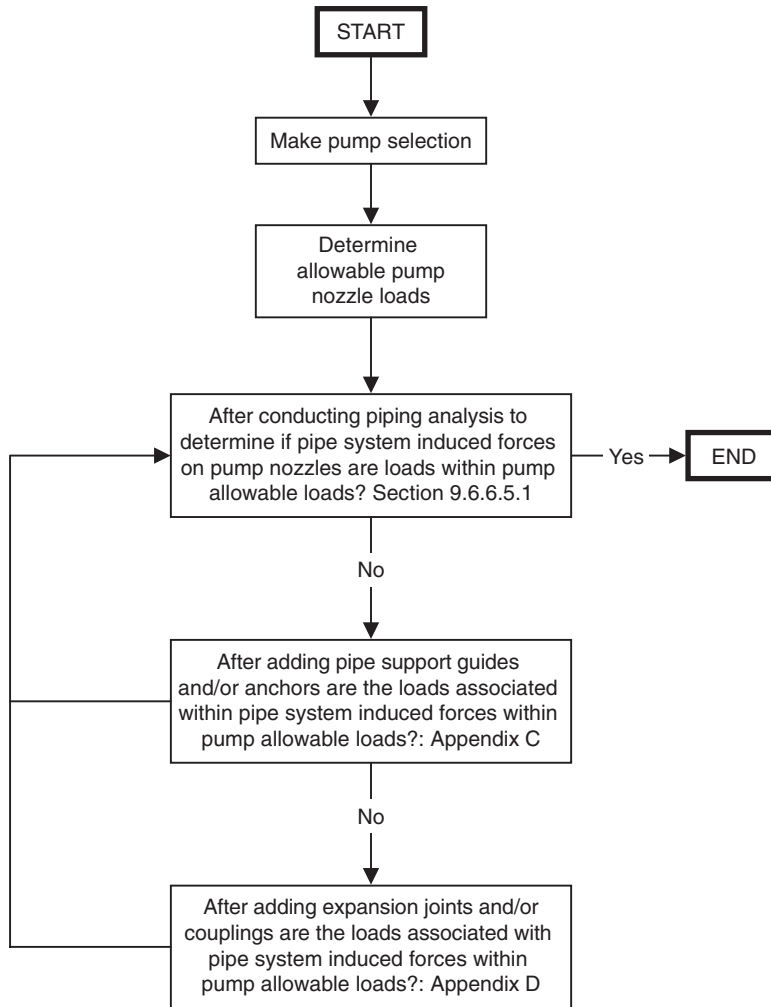 START
Make pump selection
Determine
allowable pump
nozzle loads
After conducting piping analysis to
determine if pipe system induced forces
on pump nozzles are loads within pump
allowable loads? Section 9.6.6.5.1
Yes
END
No
After adding pipe support guides
and/or anchors are the loads associated
within pipe system induced forces within
pump allowable loads?: Appendix C
No
After adding expansion joints and/or
couplings are the loads associated with
pipe system induced forces within
pump allowable loads?: Appendix D